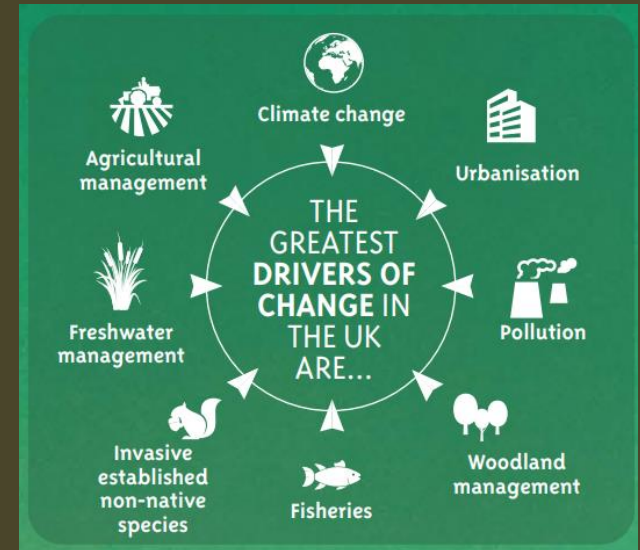 Climate change
Urbanisation
Pollution
Woodland
management
Fisheries
Invasive
established
non-native
species
Freshwater
management
Agricultural
management
THE
GREATEST
DRIVERS OF
CHANGE IN
THE UK
ARE...